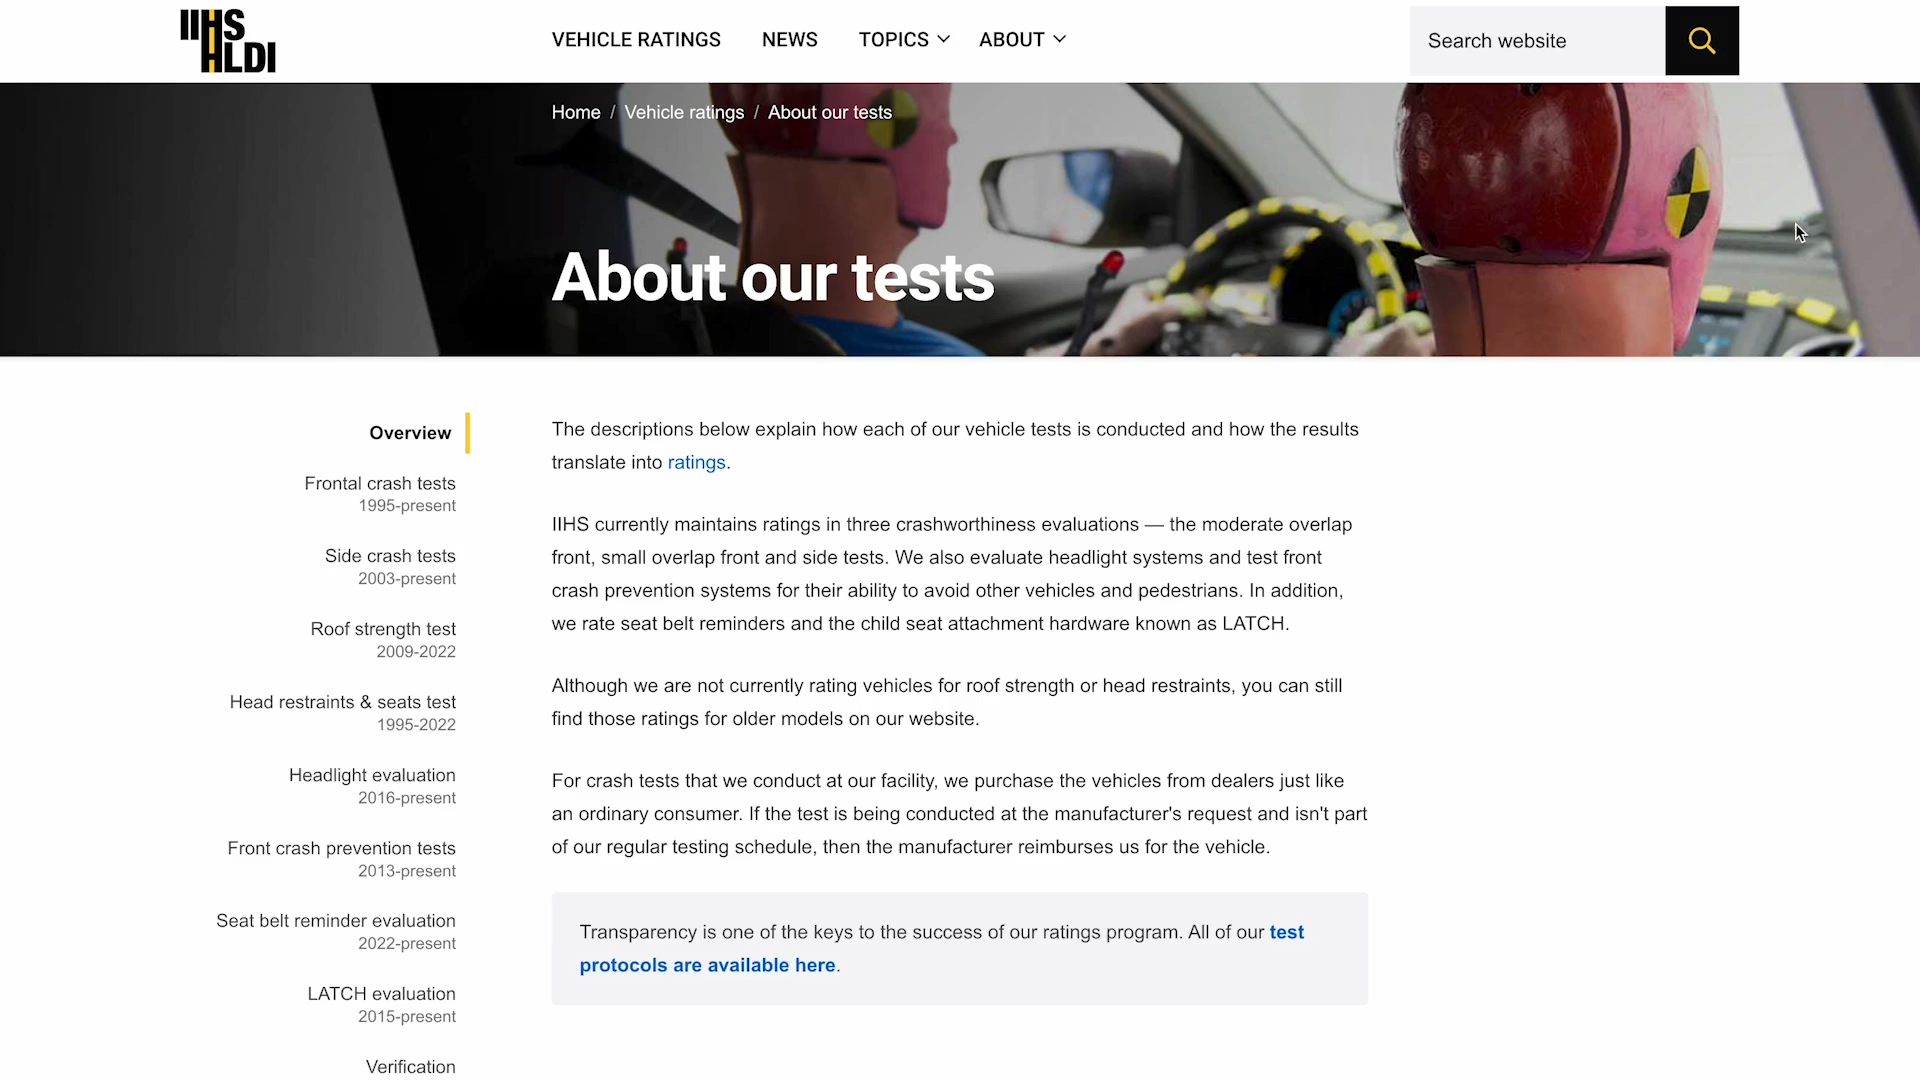 IIHS
HLDI
VEHICLE RATINGS
NEWS
TOPICS
ABOUT
Search website
Home / Vehicle ratings / About our tests
About our tests
Overview
Frontal crash tests
1995-present
Side crash tests
2003-present
Roof strength test
2009-2022
Head restraints & seats test
1995-2022
Headlight evaluation
2016-present
Front crash prevention tests
2013-present
Seat belt reminder evaluation
2022-present
LATCH evaluation
2015-present
Verification
The descriptions below explain how each of our vehicle tests is conducted and how the results
translate into ratings.
IIHS currently maintains ratings in three crashworthiness evaluations — the moderate overlap
front, small overlap front and side tests. We also evaluate headlight systems and test front
crash prevention systems for their ability to avoid other vehicles and pedestrians. In addition,
we rate seat belt reminders and the child seat attachment hardware known as LATCH.
Although we are not currently rating vehicles for roof strength or head restraints, you can still
find those ratings for older models on our website.
For crash tests that we conduct at our facility, we purchase the vehicles from dealers just like
an ordinary consumer. If the test is being conducted at the manufacturer's request and isn't part
of our regular testing schedule, then the manufacturer reimburses us for the vehicle.
Transparency is one of the keys to the success of our ratings program. All of our test
protocols are available here.